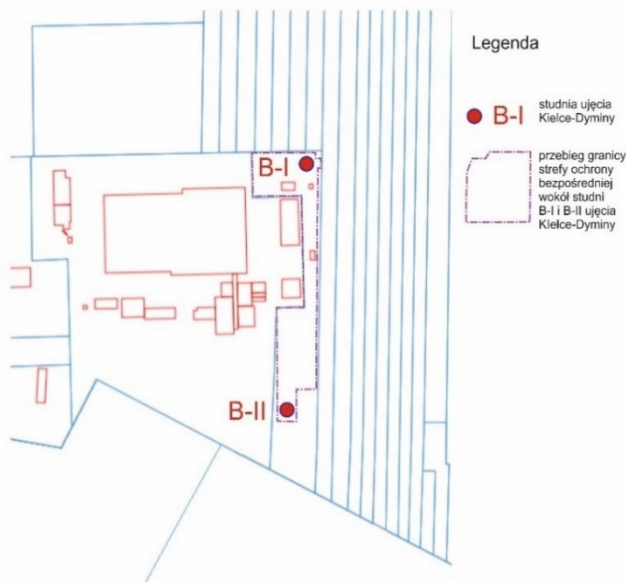 Legenda
B-I
studnia ujęcia
Kielce-Dyminy
przebieg granicy
strefy ochrony
bezpośredniej
wokół studni
B-I i B-II ujęcia
Kielce-Dyminy
B-I
B-II